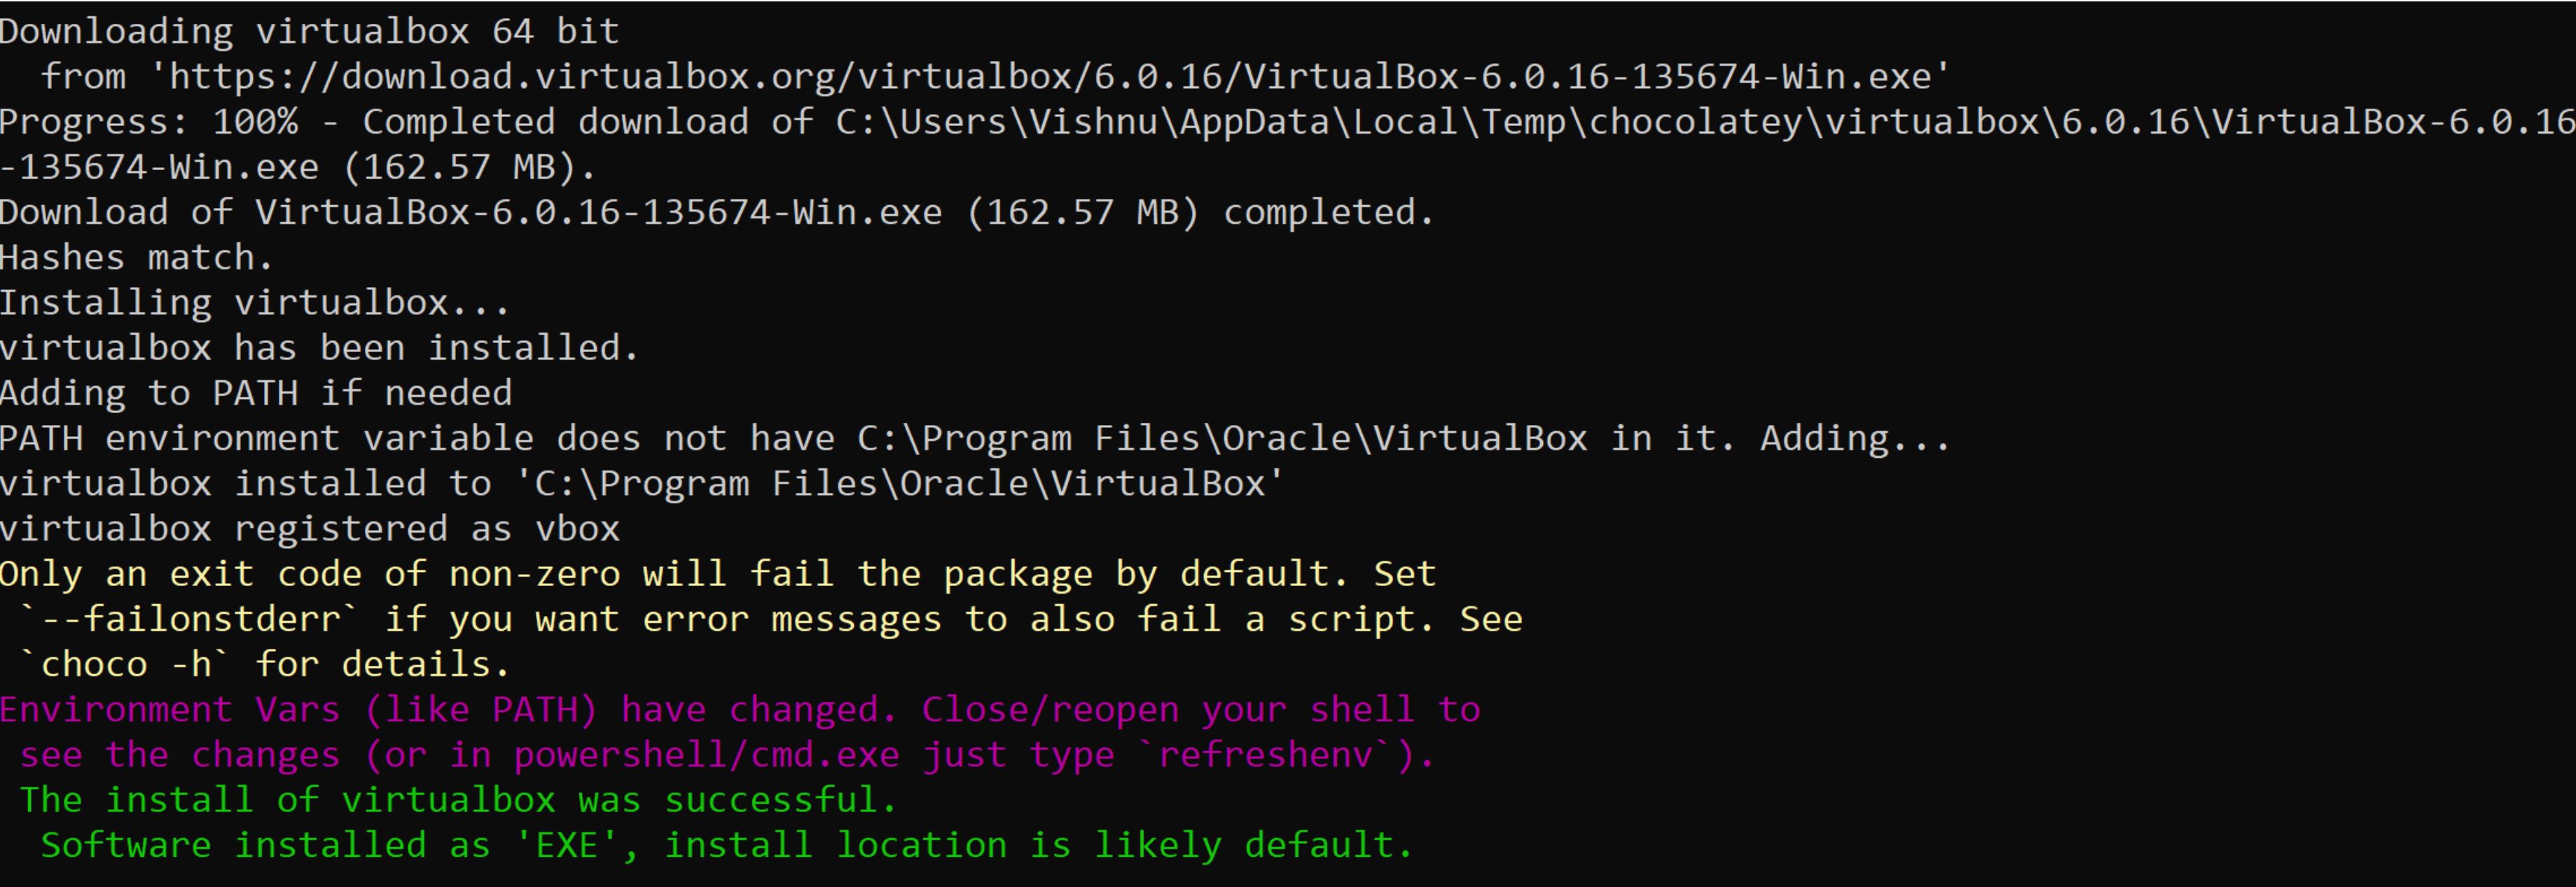 Downloading virtualbox 64 bit
  from 'https://download.virtualbox.org/virtualbox/6.0.16/VirtualBox-6.0.16-135674-Win.exe'
Progress: 100% - Completed download of C:\Users\Vishnu\AppData\Local\Temp\chocolatey\virtualbox\6.0.16\VirtualBox-6.0.16
-135674-Win.exe (162.57 MB).
Download of VirtualBox-6.0.16-135674-Win.exe (162.57 MB) completed.
Hashes match.
Installing virtualbox...
virtualbox has been installed.
Adding to PATH if needed
PATH environment variable does not have C:\Program Files\Oracle\VirtualBox in it. Adding...
virtualbox installed to 'C:\Program Files\Oracle\VirtualBox'
virtualbox registered as vbox
Only an exit code of non-zero will fail the package by default. Set
 `--failonstderr` if you want error messages to also fail a script. See
 `choco -h` for details.
Environment Vars (like PATH) have changed. Close/reopen your shell to
 see the changes (or in powershell/cmd.exe just type `refreshenv`).
 The install of virtualbox was successful.
  Software installed as 'EXE', install location is likely default.